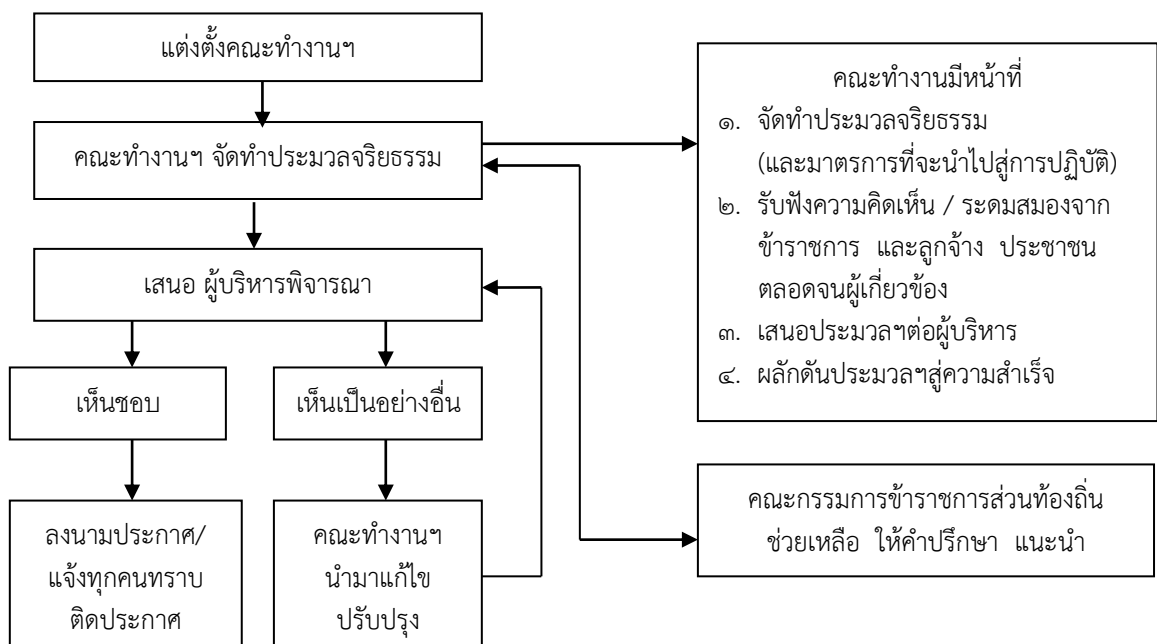 แต่งตั้งคณะทำงานฯ
คณะทำงานฯ จัดทำประมวลจริยธรรม
เสนอ ผู้บริหารพิจารณา
เห็นชอบ
เห็นเป็นอย่างอื่น
ลงนามประกาศ/
แจ้งทุกคนทราบ
ติดประกาศ
คณะทำงานฯ
นำมาแก้ไข
ปรับปรุง
คณะทำงานมีหน้าที่
๑. จัดทำประมวลจริยธรรม
(และมาตรการที่จะนำไปสู่การปฏิบัติ)
๒. รับฟังความคิดเห็น / ระดมสมองจาก
ข้าราชการ และลูกจ้าง ประชาชน
ตลอดจนผู้เกี่ยวข้อง
๓. เสนอประมวลฯต่อผู้บริหาร
๔. ผลักดันประมวลฯสู่ความสำเร็จ
คณะกรรมการข้าราชการส่วนท้องถิ่น
ช่วยเหลือ ให้คำปรึกษา แนะนำ